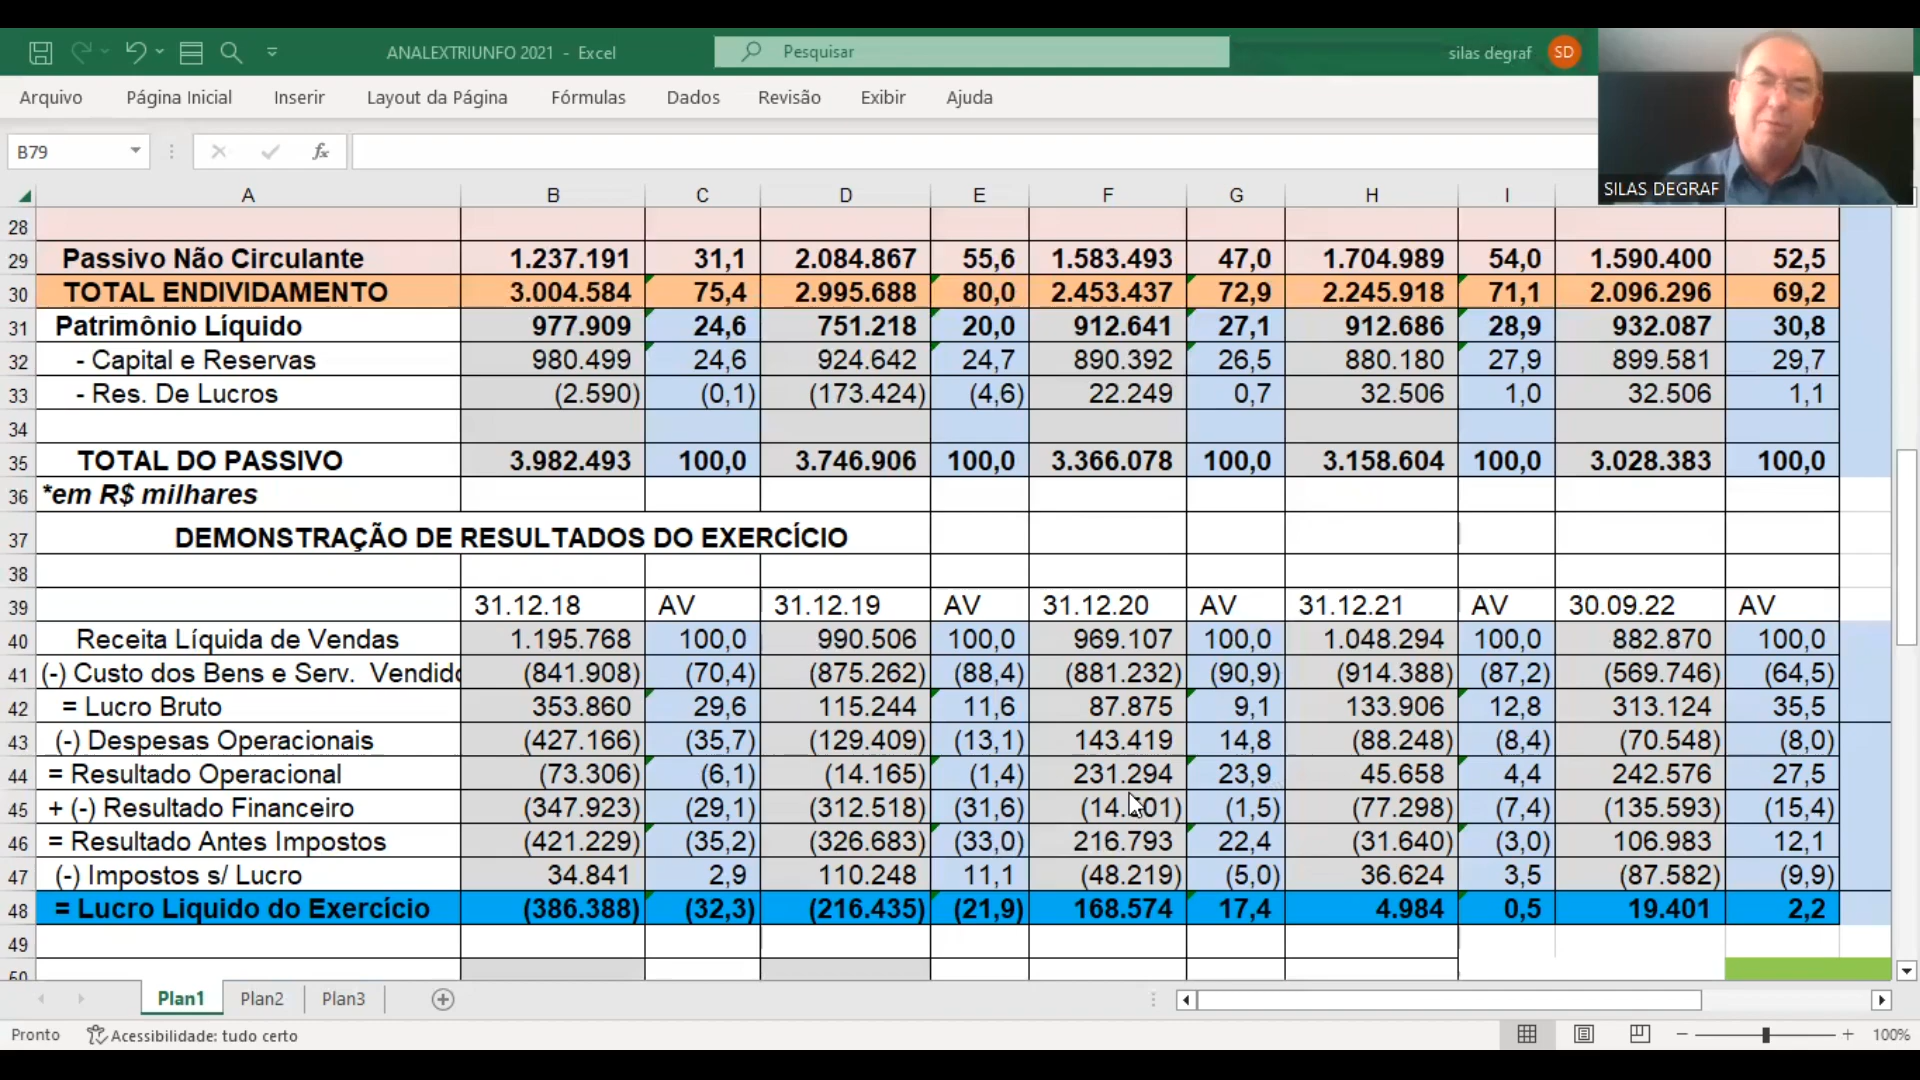 ANALEXTRIUNFO 2021 - Excel
Pesquisar
silas degraf SD
Arquivo Página Inicial Inserir Layout da Página Fórmulas Dados Revisão Exibir Ajuda
B79 fx
SILAS DEGRAF
A B C D E F G H I
28
29 Passivo Não Circulante 1.237.191 31,1 2.084.867 55,6 1.583.493 47,0 1.704.989 54,0 1.590.400 52,5
30 TOTAL ENDIVIDAMENTO 3.004.584 75,4 2.995.688 80,0 2.453.437 72,9 2.245.918 71,1 2.096.296 69,2
31 Patrimônio Líquido 977.909 24,6 751.218 20,0 912.641 27,1 912.686 28,9 932.087 30,8
32 - Capital e Reservas 980.499 24,6 924.642 24,7 890.392 26,5 880.180 27,9 899.581 29,7
33 - Res. De Lucros (2.590) (0,1) (173.424) (4,6) 22.249 0,7 32.506 1,0 32.506 1,1
34
35 TOTAL DO PASSIVO 3.982.493 100,0 3.746.906 100,0 3.366.078 100,0 3.158.604 100,0 3.028.383 100,0
36 *em R$ milhares
37 DEMONSTRAÇÃO DE RESULTADOS DO EXERCÍCIO
38
39 31.12.18 AV 31.12.19 AV 31.12.20 AV 31.12.21 AV 30.09.22 AV
40 Receita Líquida de Vendas 1.195.768 100,0 990.506 100,0 969.107 100,0 1.048.294 100,0 882.870 100,0
41 (-) Custo dos Bens e Serv. Vendido (841.908) (70,4) (875.262) (88,4) (881.232) (90,9) (914.388) (87,2) (569.746) (64,5)
42 = Lucro Bruto 353.860 29,6 115.244 11,6 87.875 9,1 133.906 12,8 313.124 35,5
43 (-) Despesas Operacionais (427.166) (35,7) (129.409) (13,1) 143.419 14,8 (88.248) (8,4) (70.548) (8,0)
44 = Resultado Operacional (73.306) (6,1) (14.165) (1,4) 231.294 23,9 45.658 4,4 242.576 27,5
45 + (-) Resultado Financeiro (347.923) (29,1) (312.518) (31,6) (1,5) (77.298) (7,4) (135.593) (15,4)
46 = Resultado Antes Impostos (421.229) (35,2) (326.683) (33,0) 216.793 22,4 (31.640) (3,0) 106.983 12,1
47 (-) Impostos s/ Lucro 34.841 2,9 110.248 11,1 (48.219) (5,0) 36.624 3,5 (87.582) (9,9)
48 = Lucro Liquido do Exercício (386.388) (32,3) (216.435) (21,9) 168.574 17,4 4.984 0,5 19.401 2,2
49
50
Plan1 Plan2 Plan3
Pronto Acessibilidade: tudo certo 100%